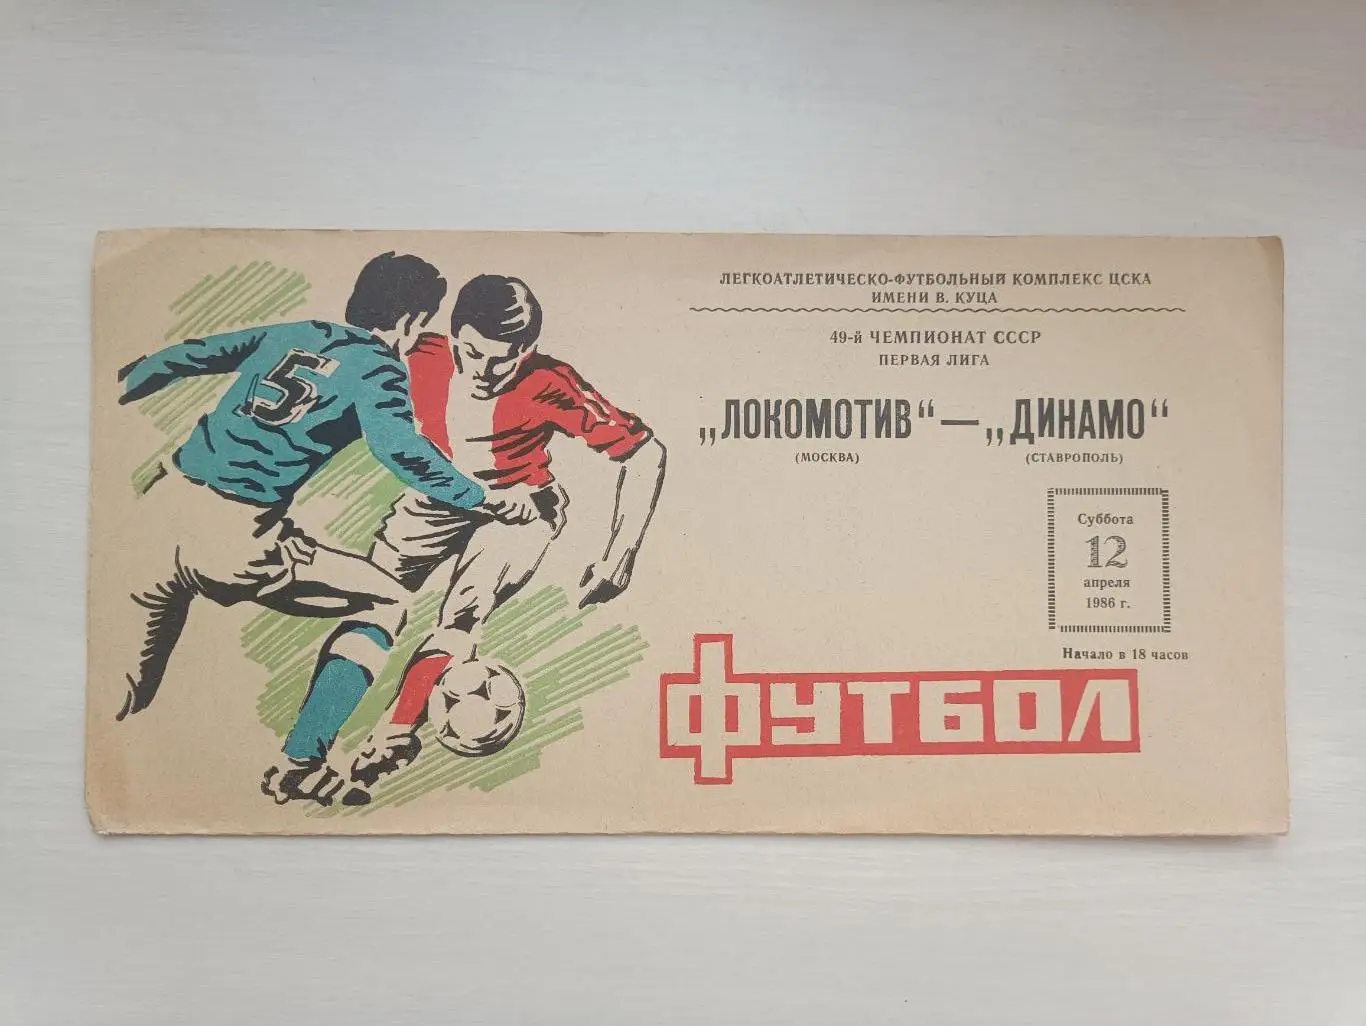 ЛЕГКОАТЛЕТИЧЕСКО-ФУТБОЛЬНЫЙ КОМПЛЕКС ЦСКА
ИМЕНИ В. КУЦА
49-й ЧЕМПИОНАТ СССР
ПЕРВАЯ ЛИГА
„ЛОКОМОТИВ“ — „ДИНАМО“
(МОСКВА) (СТАВРОПОЛЬ)
Суббота
12
апреля
1986 г.
Начало в 18 часов
ФУТБОЛ
5